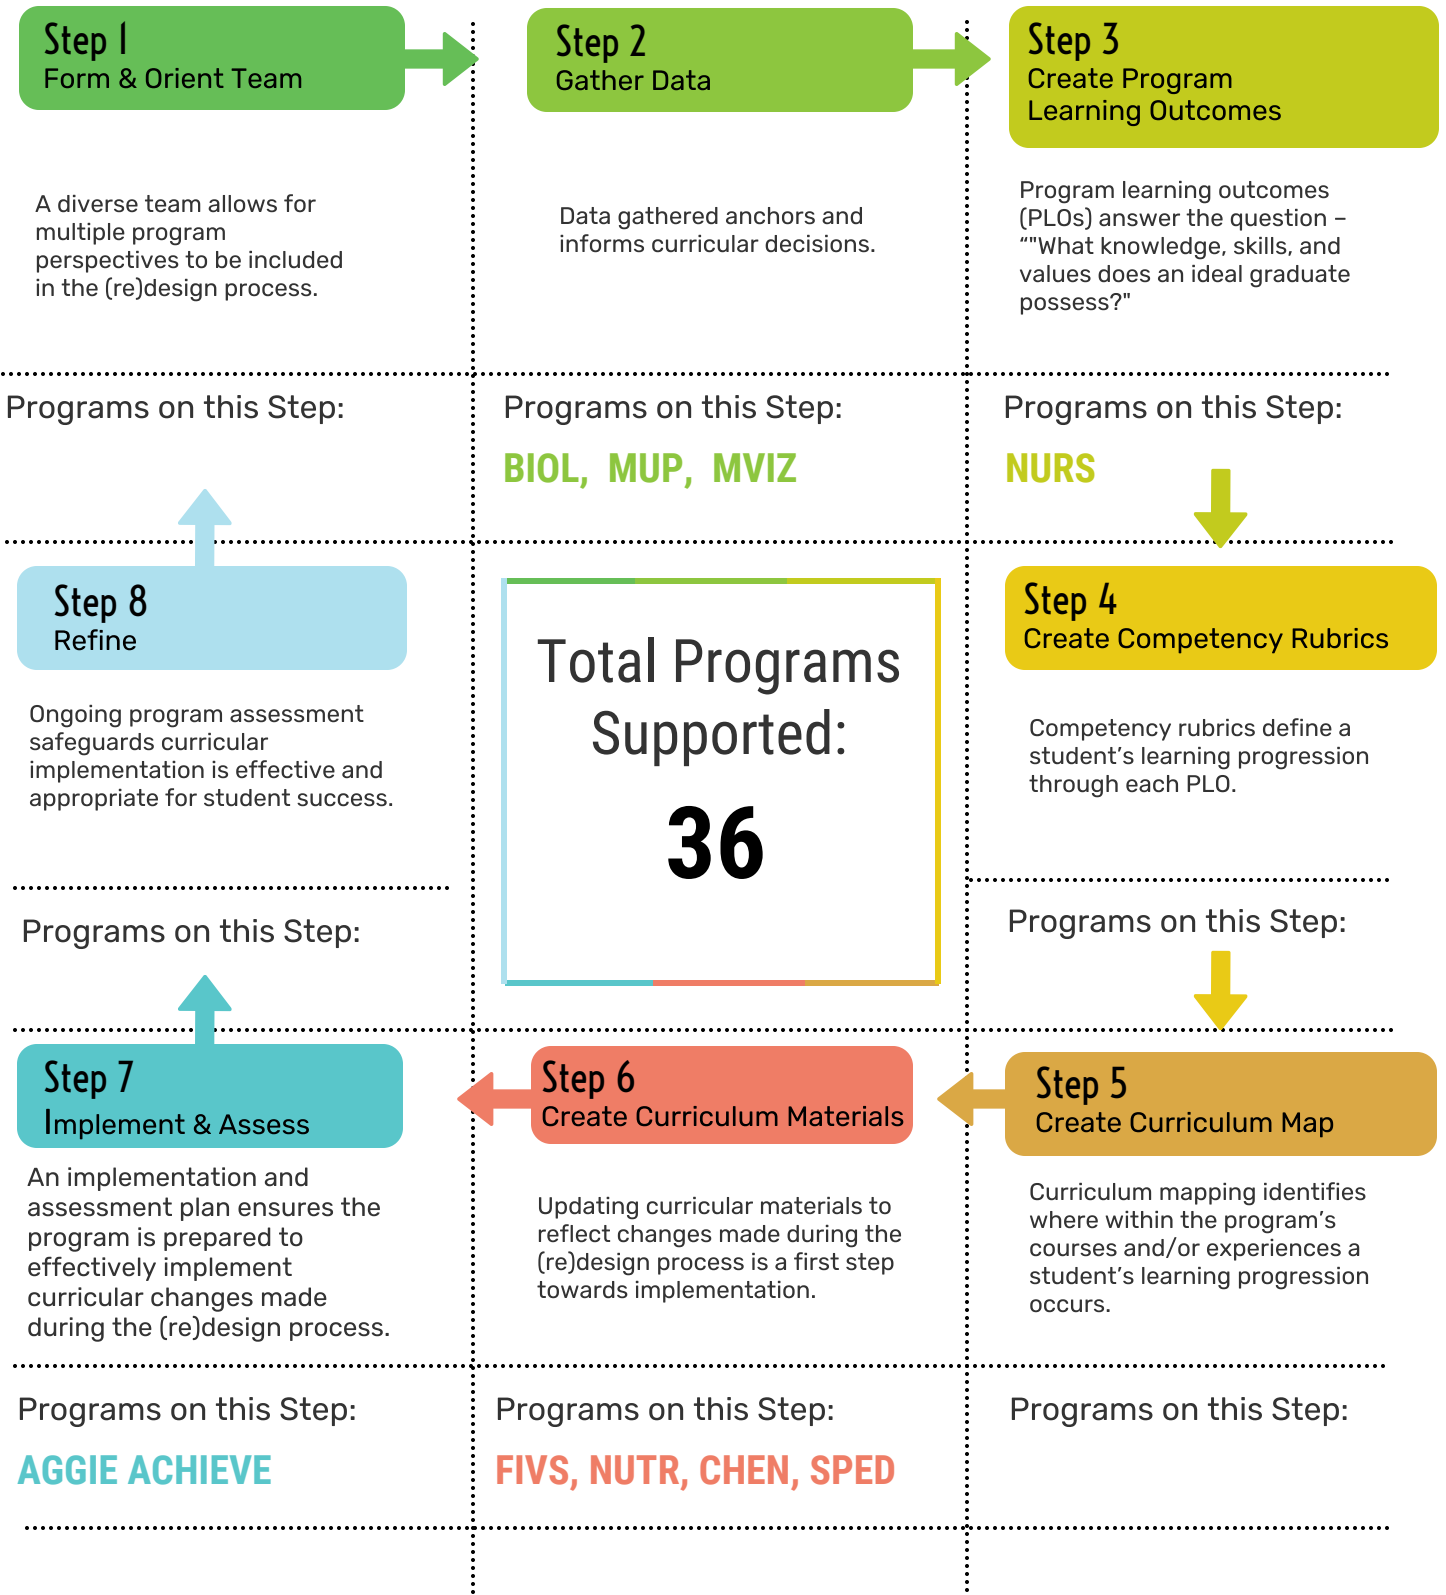 Step 1
Form & Orient Team
A diverse team allows for
multiple program
perspectives to be included
in the (re)design process.
Programs on this Step:
Step 2
Gather Data
Data gathered anchors and
informs curricular decisions.
Programs on this Step:
BIOL, MUP, MVIZ
Step 3
Create Program
Learning Outcomes
Program learning outcomes
(PLOs) answer the question –
“"What knowledge, skills, and
values does an ideal graduate
possess?"
Programs on this Step:
NURS
Step 4
Create Competency Rubrics
Competency rubrics define a
student’s learning progression
through each PLO.
Programs on this Step:
Step 5
Create Curriculum Map
Curriculum mapping identifies
where within the program’s
courses and/or experiences a
student’s learning progression
occurs.
Programs on this Step:
Step 6
Create Curriculum Materials
Updating curricular materials to
reflect changes made during the
(re)design process is a first step
towards implementation.
Programs on this Step:
FIVS, NUTR, CHEN, SPED
Step 7
Implement & Assess
An implementation and
assessment plan ensures the
program is prepared to
effectively implement
curricular changes made
during the (re)design process.
Programs on this Step:
AGGIE ACHIEVE
Step 8
Refine
Ongoing program assessment
safeguards curricular
implementation is effective and
appropriate for student success.
Programs on this Step:
Total Programs
Supported:
36